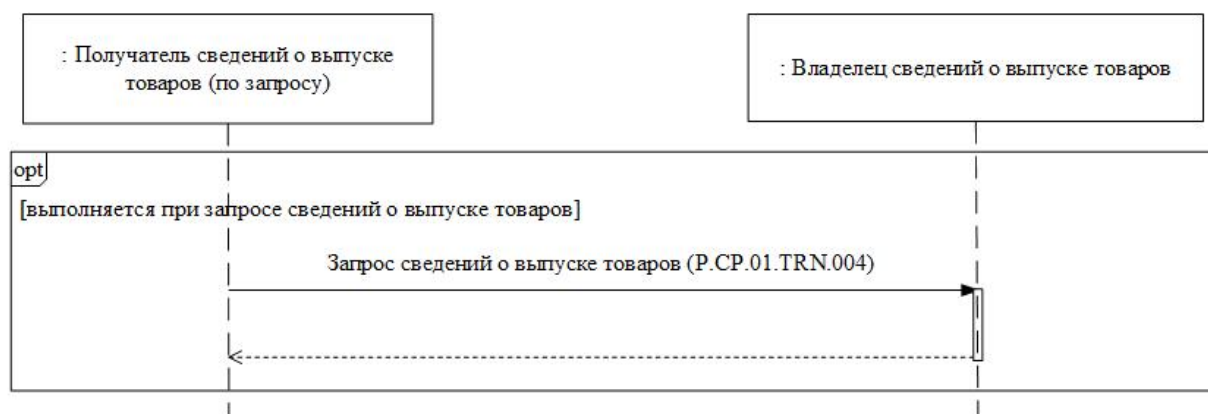 : Получатель сведений о выпуске
товаров (по запросу)
: Владелец сведений о выпуске товаров
opt
[выполняется при запросе сведений о выпуске товаров]
Запрос сведений о выпуске товаров (P.CP.01.TRN.004)